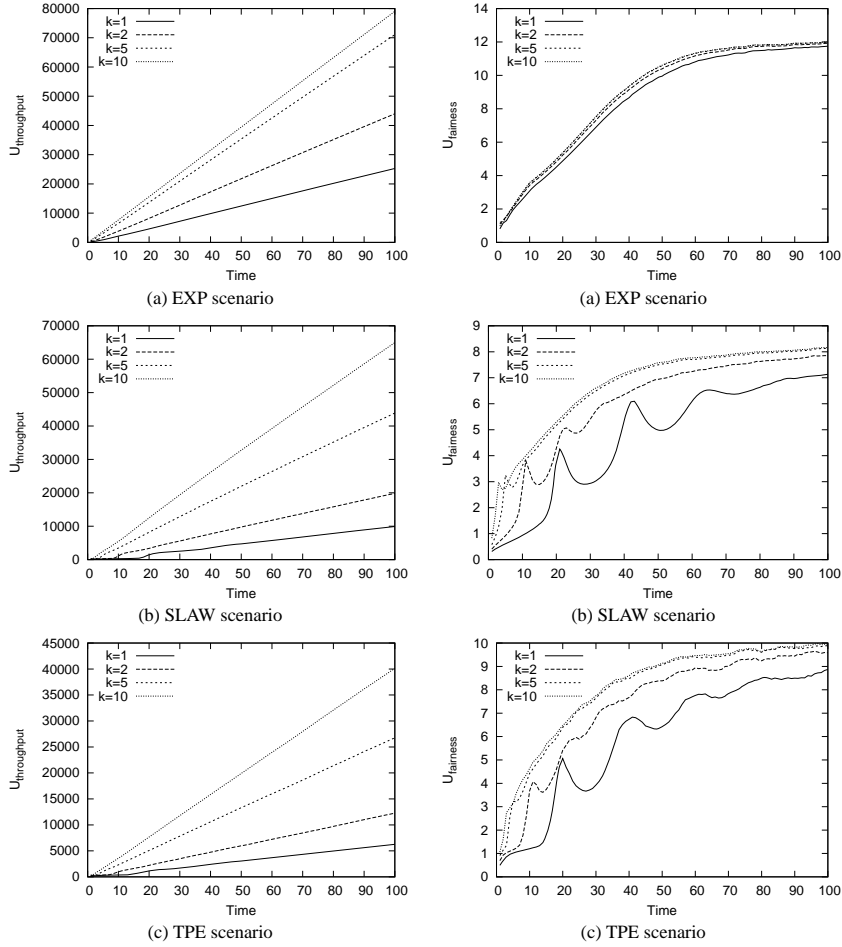 80000
70000
60000
50000
40000
30000
20000
10000
0
k=1
k=2
k=5
k=10
U_throughput
0 10 20 30 40 50 60 70 80 90 100
Time
(a) EXP scenario
14
12
10
8
6
4
2
0
k=1
k=2
k=5
k=10
U_fairness
0 10 20 30 40 50 60 70 80 90 100
Time
(a) EXP scenario
70000
60000
50000
40000
30000
20000
10000
0
k=1
k=2
k=5
k=10
U_throughput
0 10 20 30 40 50 60 70 80 90 100
Time
(b) SLAW scenario
9
8
7
6
5
4
3
2
1
0
k=1
k=2
k=5
k=10
U_fairness
0 10 20 30 40 50 60 70 80 90 100
Time
(b) SLAW scenario
45000
40000
35000
30000
25000
20000
15000
10000
5000
0
k=1
k=2
k=5
k=10
U_throughput
0 10 20 30 40 50 60 70 80 90 100
Time
(c) TPE scenario
10
9
8
7
6
5
4
3
2
1
0
k=1
k=2
k=5
k=10
U_fairness
0 10 20 30 40 50 60 70 80 90 100
Time
(c) TPE scenario